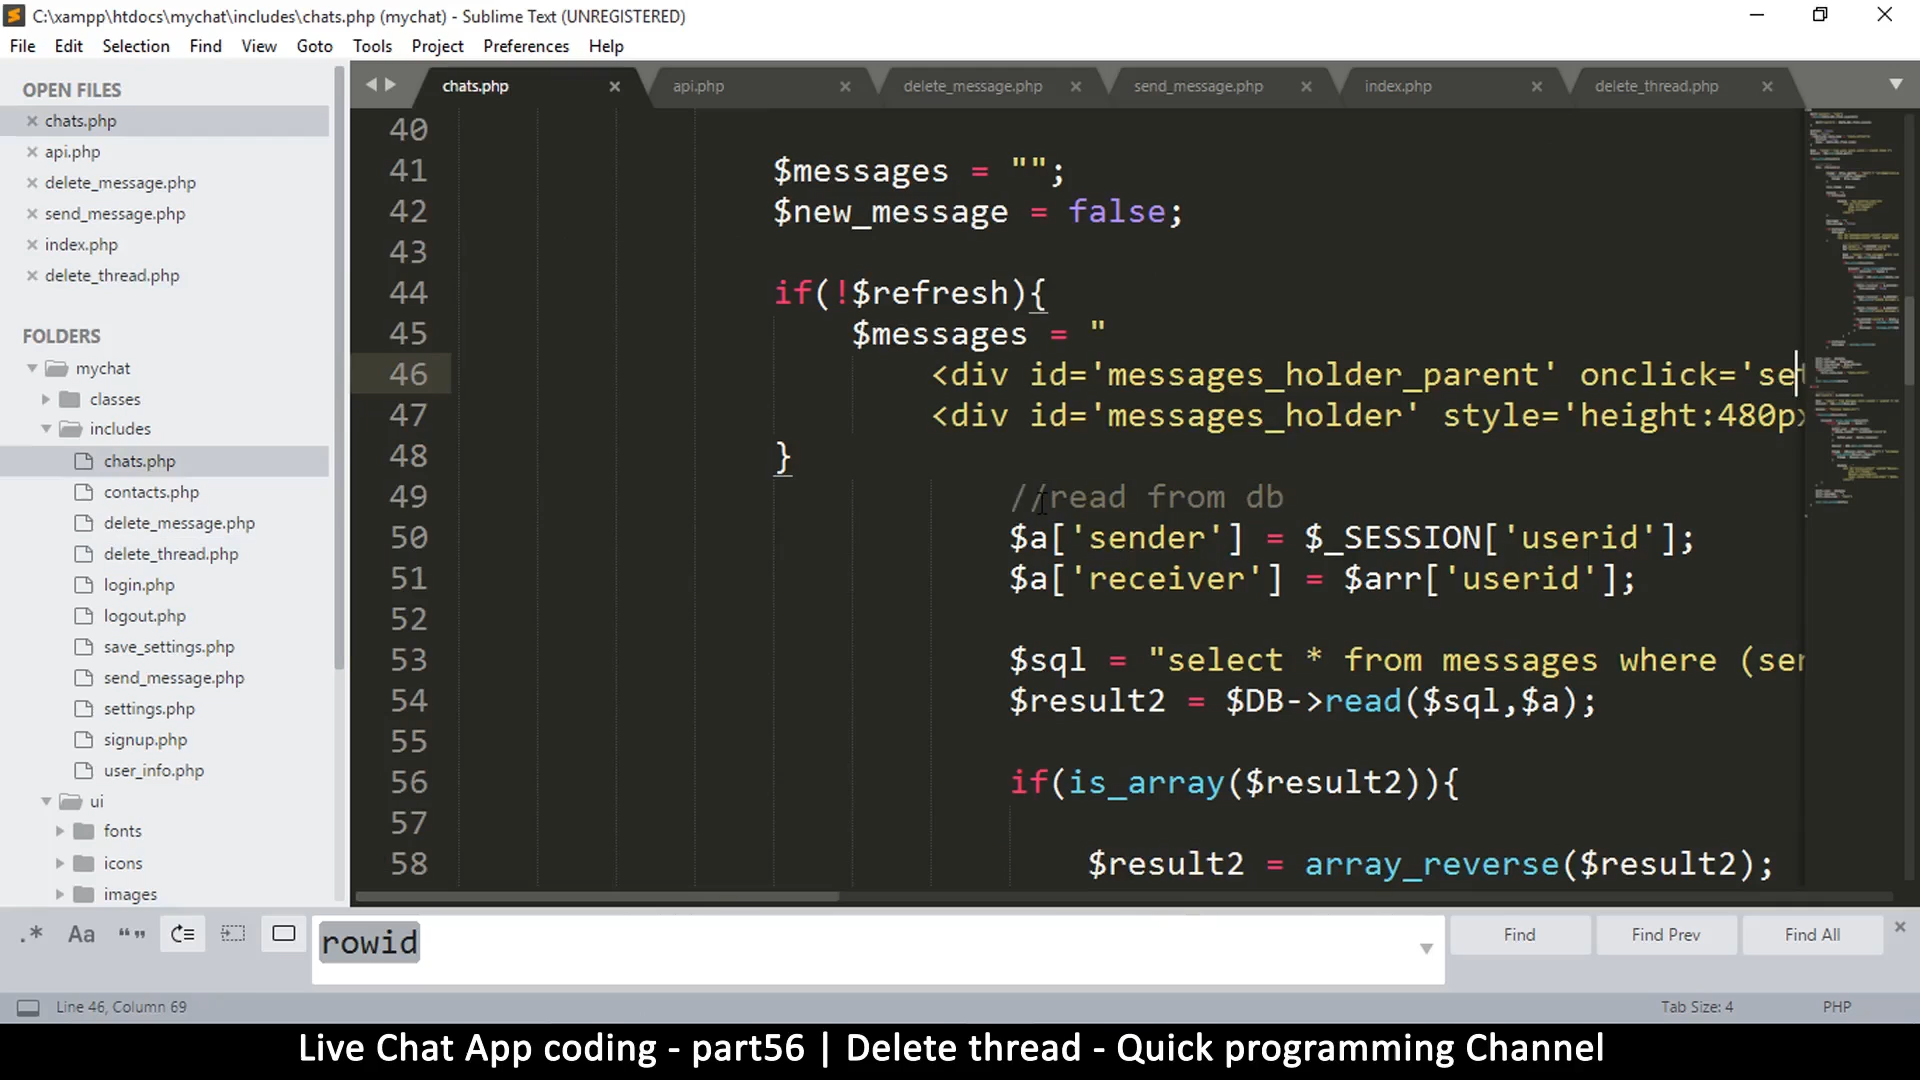 C:\xampp\htdocs\mychat\includes\chats.php (mychat) - Sublime Text (UNREGISTERED)
File Edit Selection Find View Goto Tools Project Preferences Help
OPEN FILES
chats.php
api.php
delete_message.php
send_message.php
index.php
delete_thread.php
FOLDERS
mychat
classes
includes
chats.php
contacts.php
delete_message.php
delete_thread.php
login.php
logout.php
save_settings.php
send_message.php
settings.php
signup.php
user_info.php
ui
fonts
icons
images
chats.php api.php delete_message.php send_message.php index.php delete_thread.php
40
41 $messages = "";
42 $new_message = false;
43
44 if(!$refresh){
45 $messages = "
46 <div id='messages_holder_parent' onclick='set
47 <div id='messages_holder' style='height:480px
48 }
49 //read from db
50 $a['sender'] = $_SESSION['userid'];
51 $a['receiver'] = $arr['userid'];
52
53 $sql = "select * from messages where (sen
54 $result2 = $DB->read($sql,$a);
55
56 if(is_array($result2)){
57
58 $result2 = array_reverse($result2);
.* Aa “” rowid Find Find Prev Find All
Line 46, Column 69 Tab Size: 4 PHP
Live Chat App coding - part56 | Delete thread - Quick programming Channel